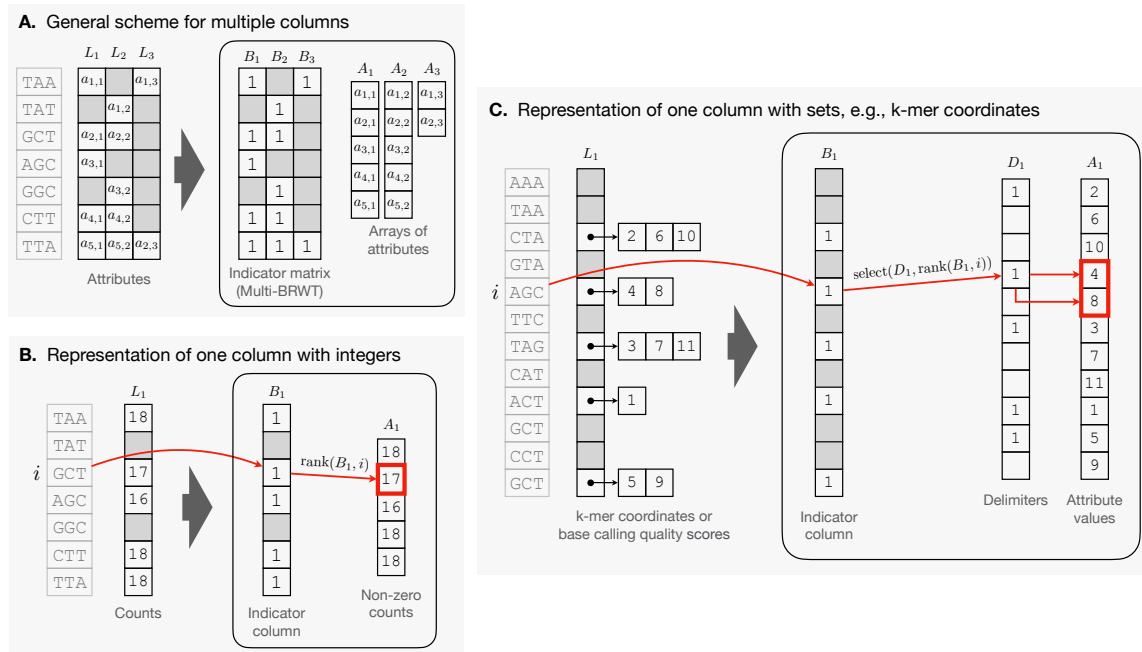 A. General scheme for multiple columns
L1 L2 L3
B1 B2 B3
A1 A2 A3
TAA a1,1 a1,3 1 1
TAT a1,2 1
GCT a2,1 a2,2 1 1
AGC a3,1 1
GGC a3,2 1
CTT a4,1 a4,2 1 1
TTA a5,1 a5,2 a2,3 1 1 1
a1,1 a1,2 a1,3
a2,1 a2,2 a2,3
a3,1 a3,2
a4,1 a4,2
a5,1 a5,2
Attributes
Indicator matrix
(Multi-BRWT)
Arrays of
attributes
B. Representation of one column with integers
L1 B1
A1
TAA 18 1
TAT
i GCT 17 1
AGC 16 1
GGC
CTT 18 1
TTA 18 1
rank(B1, i)
18
17
16
18
18
Counts
Indicator
column
Non-zero
counts
C. Representation of one column with sets, e.g., k-mer coordinates
L1
B1
D1 A1
AAA
TAA
CTA 2 6 10 1
GTA
i AGC 4 8 1
TTC
TAG 3 7 11 1
CAT
ACT 1 1
GCT
CCT
GCT 5 9 1
select(D1, rank(B1, i))
1 2
6
10
1 4
8
1 3
7
11
1 1
1 5
9
k-mer coordinates or
base calling quality scores
Indicator
column
Delimiters
Attribute
values